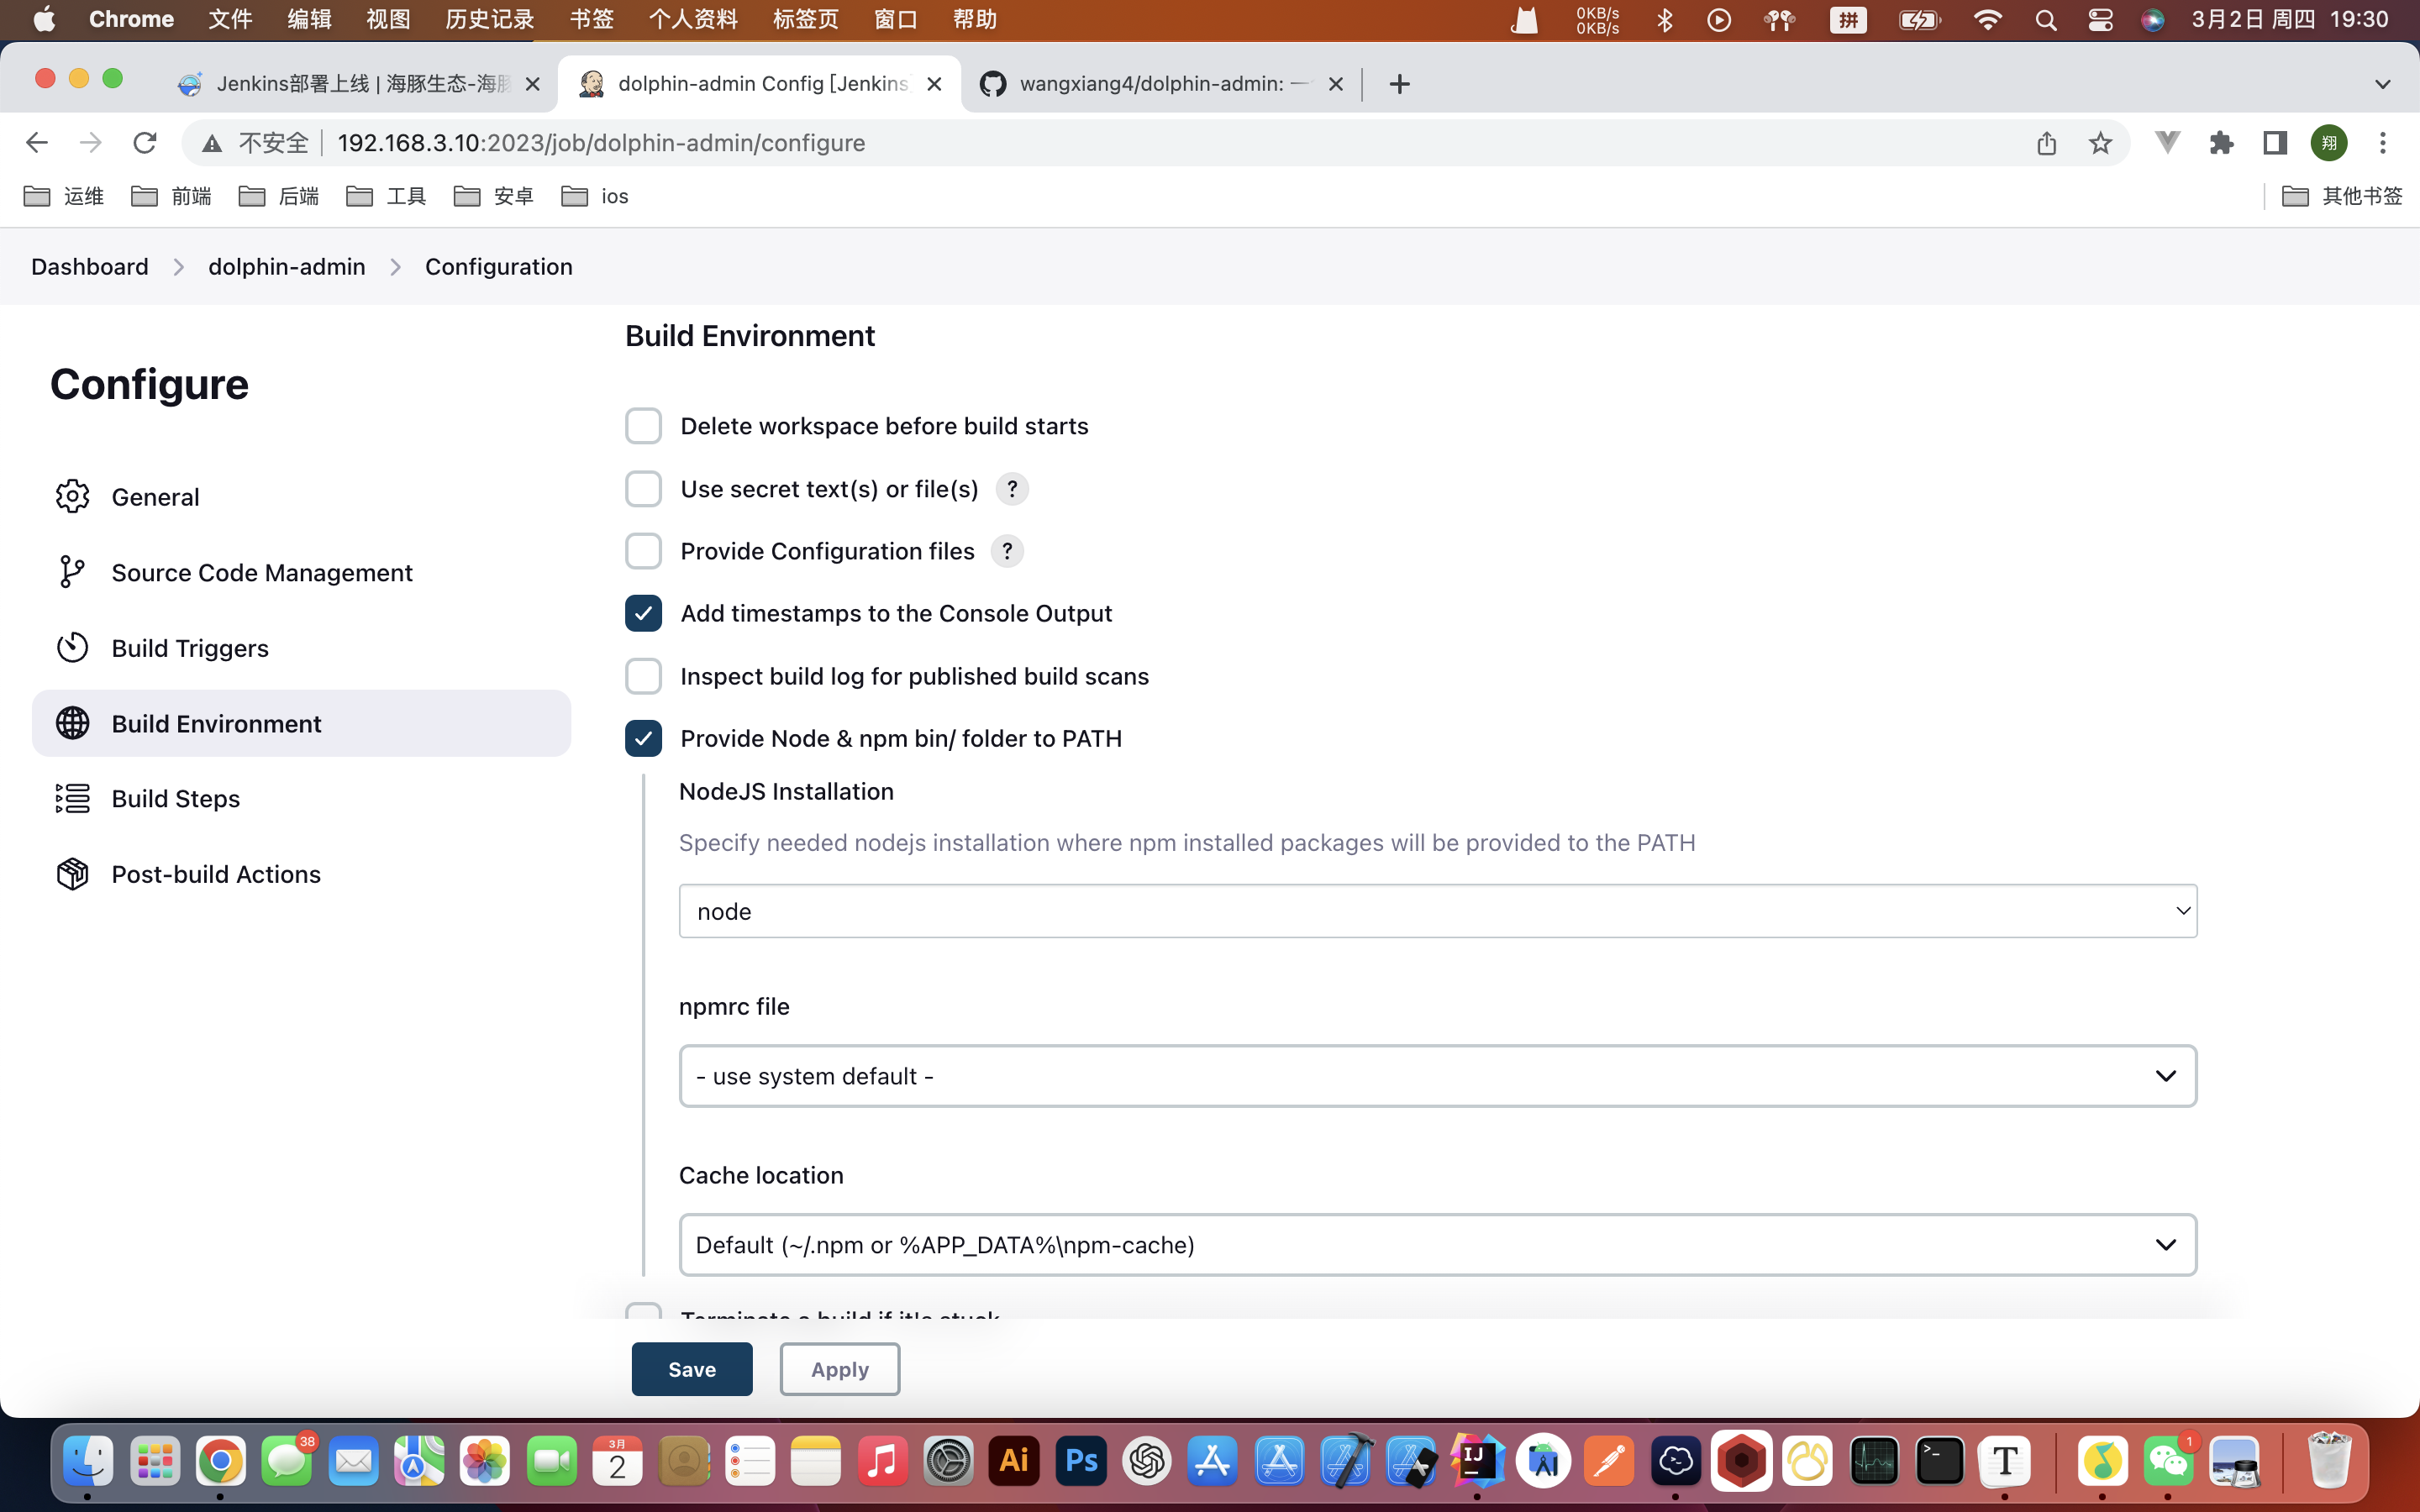 Chrome 文件 编辑 视图 历史记录 书签 个人资料 标签页 窗口 帮助 0KB/s 0KB/s 拼 3月2日 周四 19:30
Jenkins部署上线 | 海豚生态-海豚 dolphin-admin Config [Jenkins] wangxiang4/dolphin-admin: 一
不安全 192.168.3.10:2023/job/dolphin-admin/configure 翔
运维 前端 后端 工具 安卓 ios 其他书签
Dashboard dolphin-admin Configuration
Configure
General
Source Code Management
Build Triggers
Build Environment
Build Steps
Post-build Actions
Build Environment
Delete workspace before build starts
Use secret text(s) or file(s) ?
Provide Configuration files ?
Add timestamps to the Console Output
Inspect build log for published build scans
Provide Node & npm bin/ folder to PATH
NodeJS Installation
Specify needed nodejs installation where npm installed packages will be provided to the PATH
node
npmrc file
- use system default -
Cache location
Default (~/.npm or %APP_DATA%\npm-cache)
Terminate a build if it's stuck
Save Apply
38 3月 2 Ai Ps IJ >_ T 1